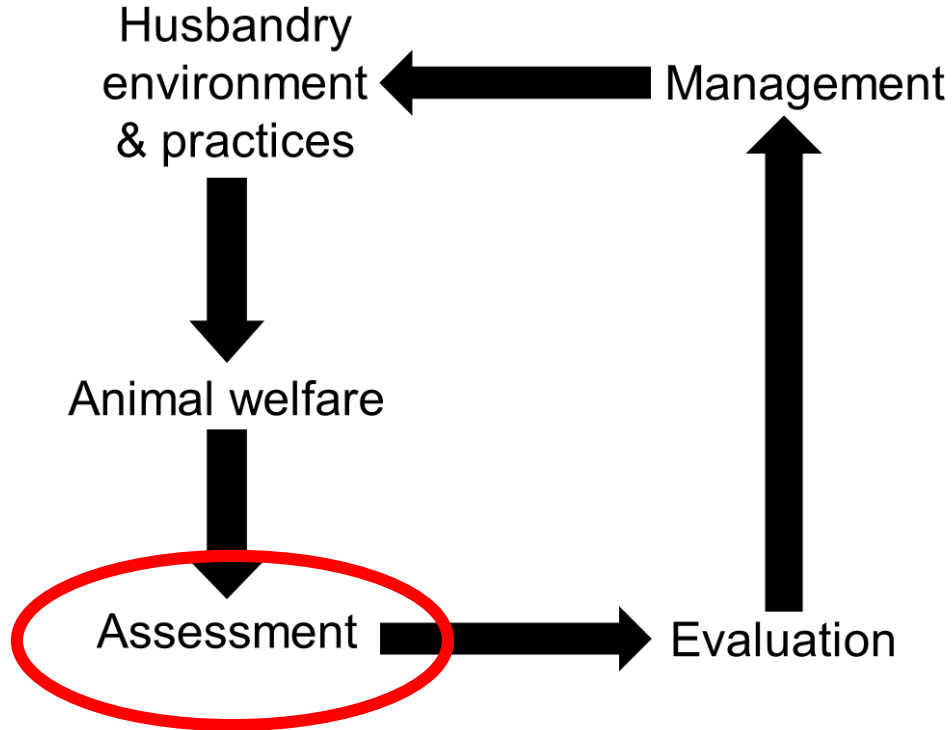 Husbandry
environment
& practices
Management
Animal welfare
Assessment
Evaluation